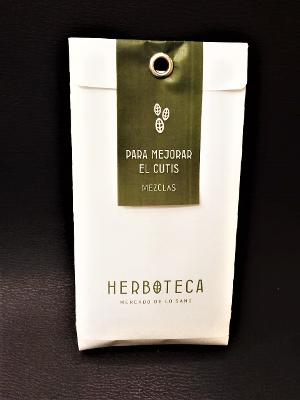 PARA MEJORAR
EL CUTIS
MEZCLAS
HERBOTECA
MERCADO DE LO SANO